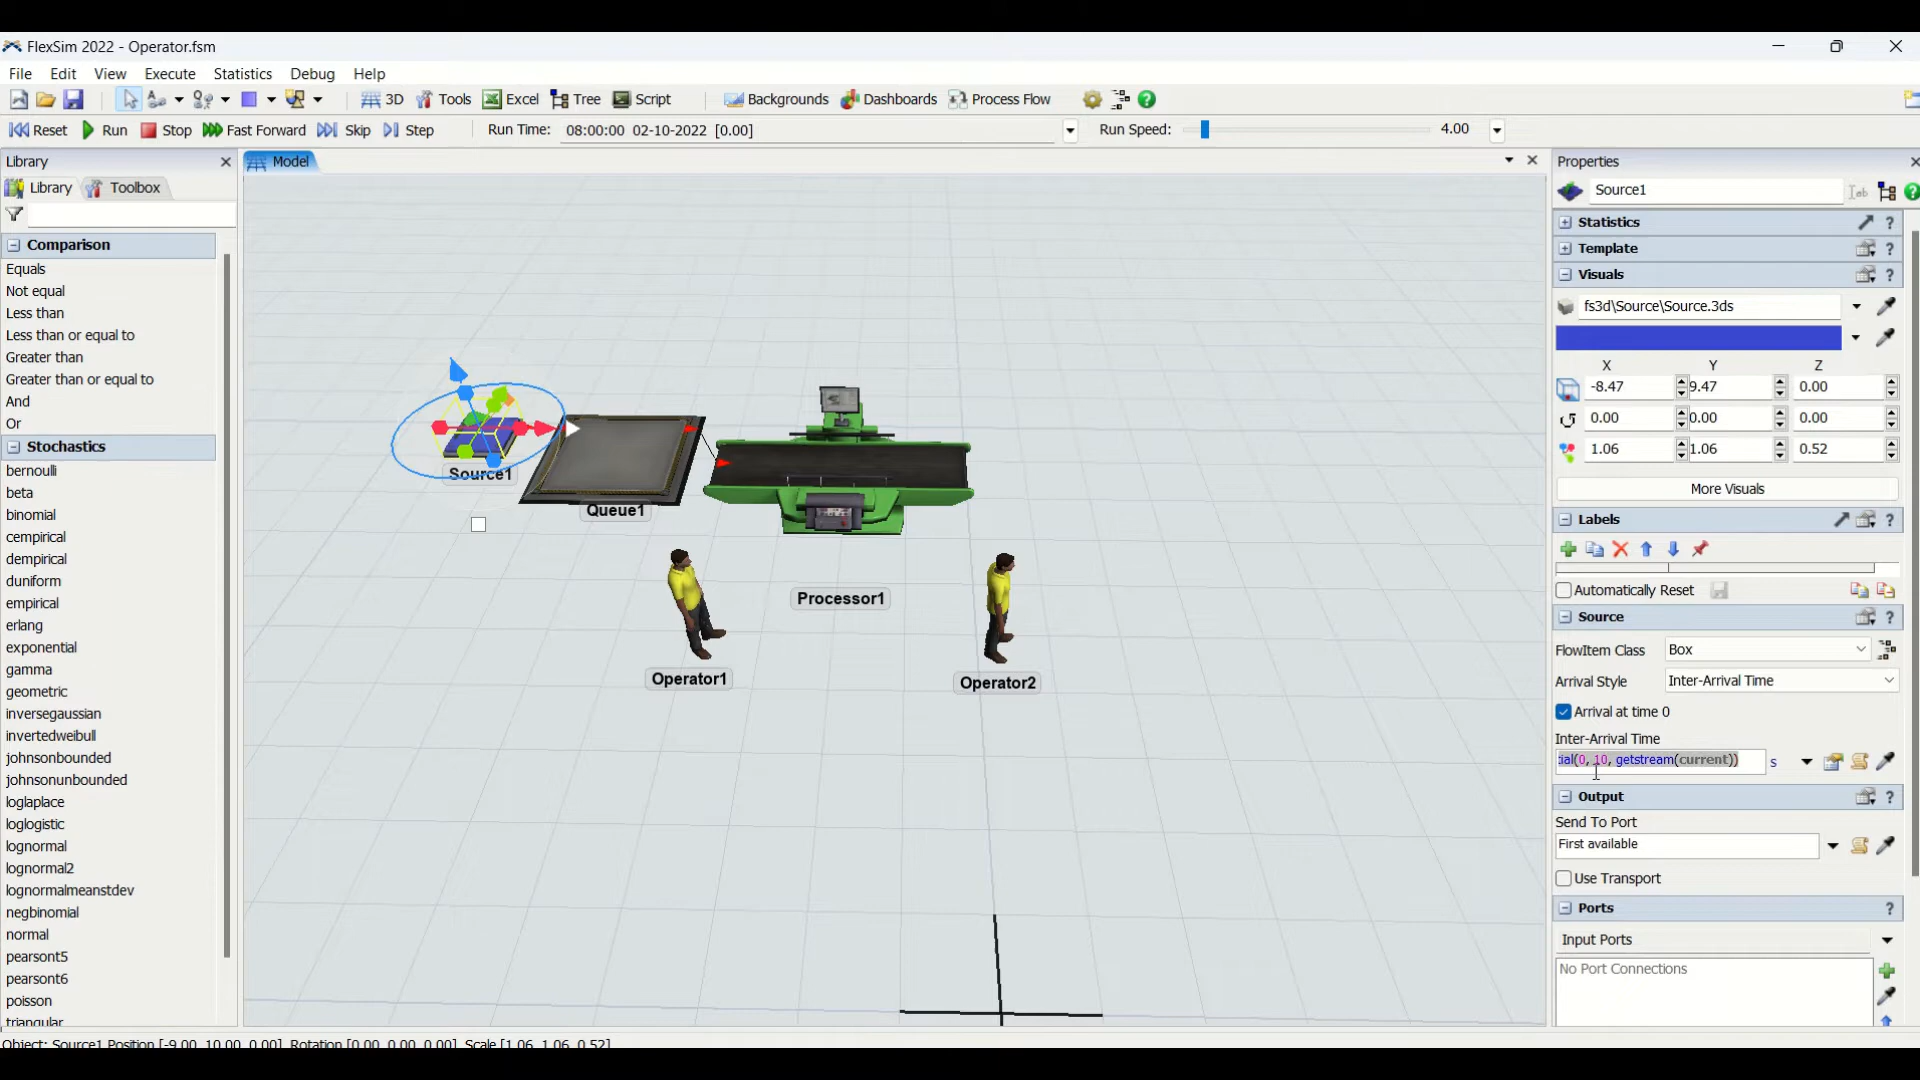 FlexSim 2022 - Operator.fsm
File Edit View Execute Statistics Debug Help
3D Tools Excel Tree Script Backgrounds Dashboards Process Flow
Reset Run Stop Fast Forward Skip Step Run Time: 08:00:00 02-10-2022 [0.00] Run Speed: 4.00
Library
Library Toolbox
Comparison
Equals
Not equal
Less than
Less than or equal to
Greater than
Greater than or equal to
And
Or
Stochastics
bernoulli
beta
binomial
cempirical
dempirical
duniform
empirical
erlang
exponential
gamma
geometric
inversegaussian
invertedweibull
johnsonbounded
johnsonunbounded
loglaplace
loglogistic
lognormal
lognormal2
lognormalmeanstdev
negbinomial
normal
pearsont5
pearsont6
poisson
triangular
Model
Source1
Queue1
Processor1
Operator1
Operator2
Properties
Source1
Statistics
Template
Visuals
fs3d\Source\Source.3ds
X Y Z
-8.47 9.47 0.00
0.00 0.00 0.00
1.06 1.06 0.52
More Visuals
Labels
Automatically Reset
Source
FlowItem Class Box
Arrival Style Inter-Arrival Time
Arrival at time 0
Inter-Arrival Time
tial(0, 10, getstream(current)) s
Output
Send To Port
First available
Use Transport
Ports
Input Ports
No Port Connections
Object: Source1 Position [-9.00, 10.00, 0.00] Rotation [0.00, 0.00, 0.00] Scale [1.06, 1.06, 0.52]